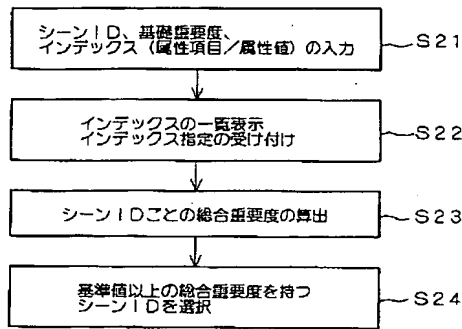 シーンID、基礎重要度、
インデックス（属性項目／属性値）の入力
S21
インデックスの一覧表示
インデックス指定の受け付け
S22
シーンIDごとの総合重要度の算出
S23
基準値以上の総合重要度を持つ
シーンIDを選択
S24